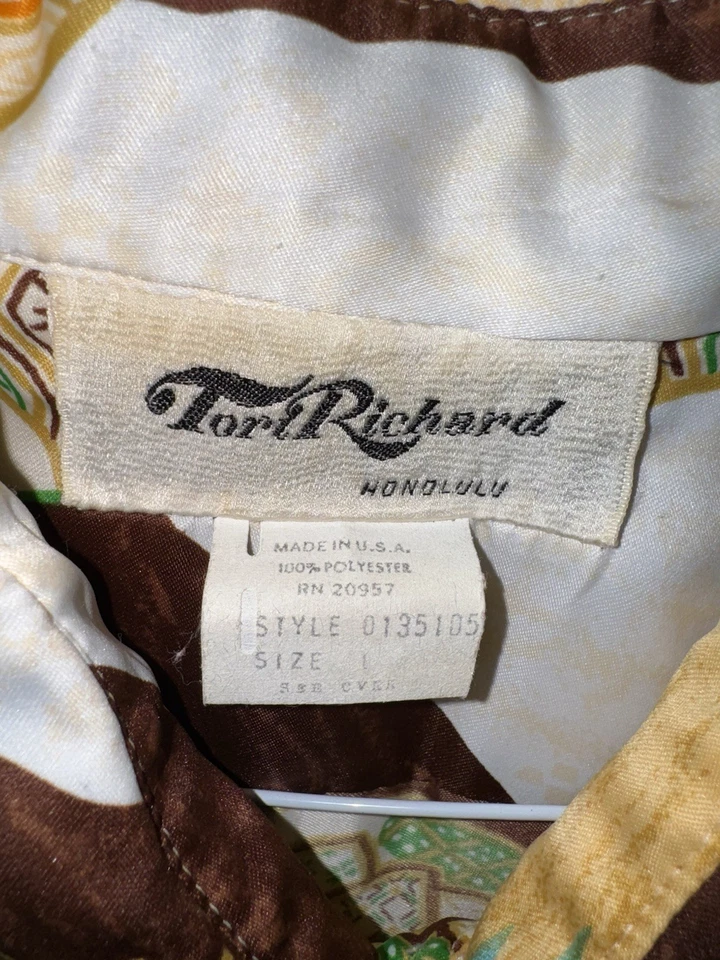 Tori Richard
HONOLULU
MADE IN U.S.A.
100% POLYESTER
RN 20957
STYLE 0135105
SIZE L
SEE OVER